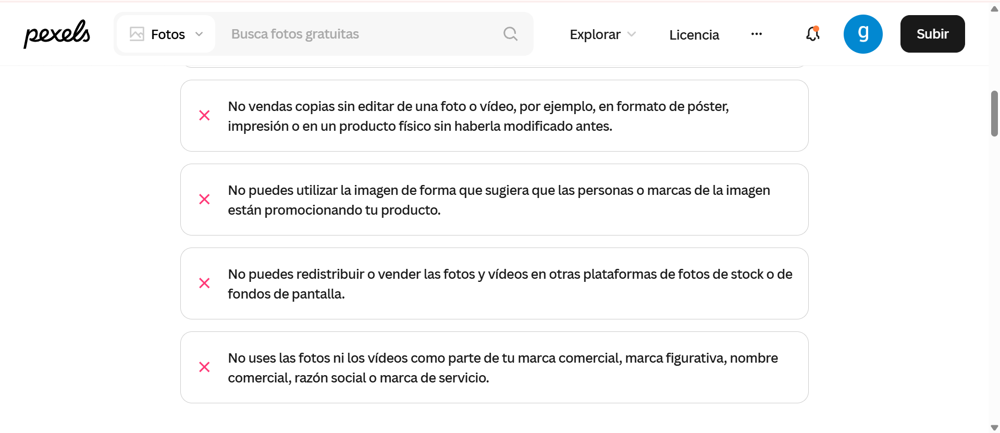 pexels
Fotos
Busca fotos gratuitas
Explorar
Licencia
...
g
Subir
No vendas copias sin editar de una foto o vídeo, por ejemplo, en formato de póster,
impresión o en un producto físico sin haberla modificado antes.
No puedes utilizar la imagen de forma que sugiera que las personas o marcas de la imagen
están promocionando tu producto.
No puedes redistribuir o vender las fotos y vídeos en otras plataformas de fotos de stock o de
fondos de pantalla.
No uses las fotos ni los vídeos como parte de tu marca comercial, marca figurativa, nombre
comercial, razón social o marca de servicio.